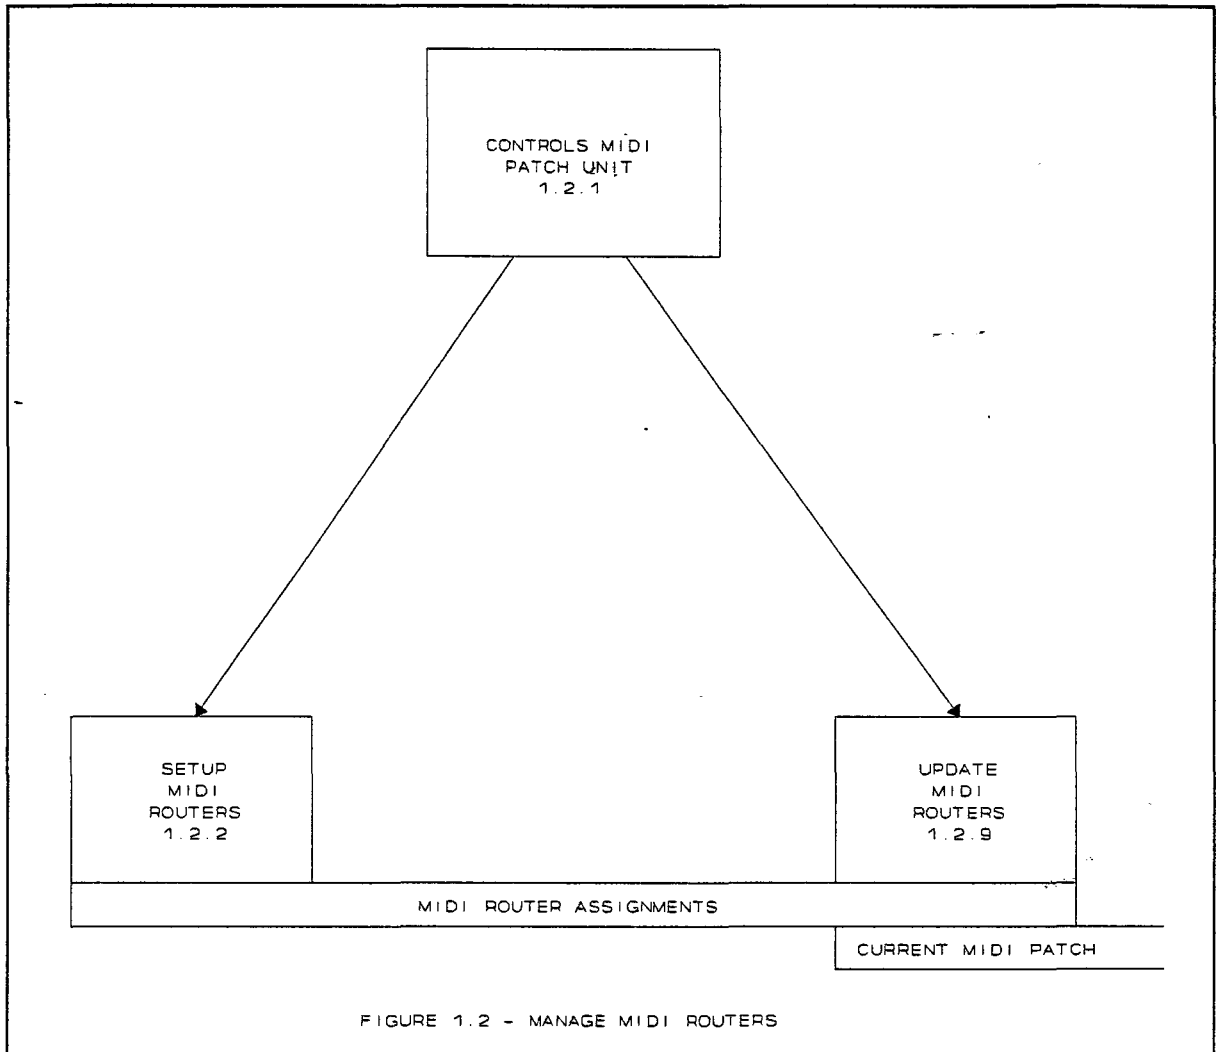 CONTROLS MIDI
PATCH UNIT
1.2.1
SETUP
MIDI
ROUTERS
1.2.2
UPDATE
MIDI
ROUTERS
1.2.9
MIDI ROUTER ASSIGNMENTS
CURRENT MIDI PATCH
FIGURE 1.2 - MANAGE MIDI ROUTERS